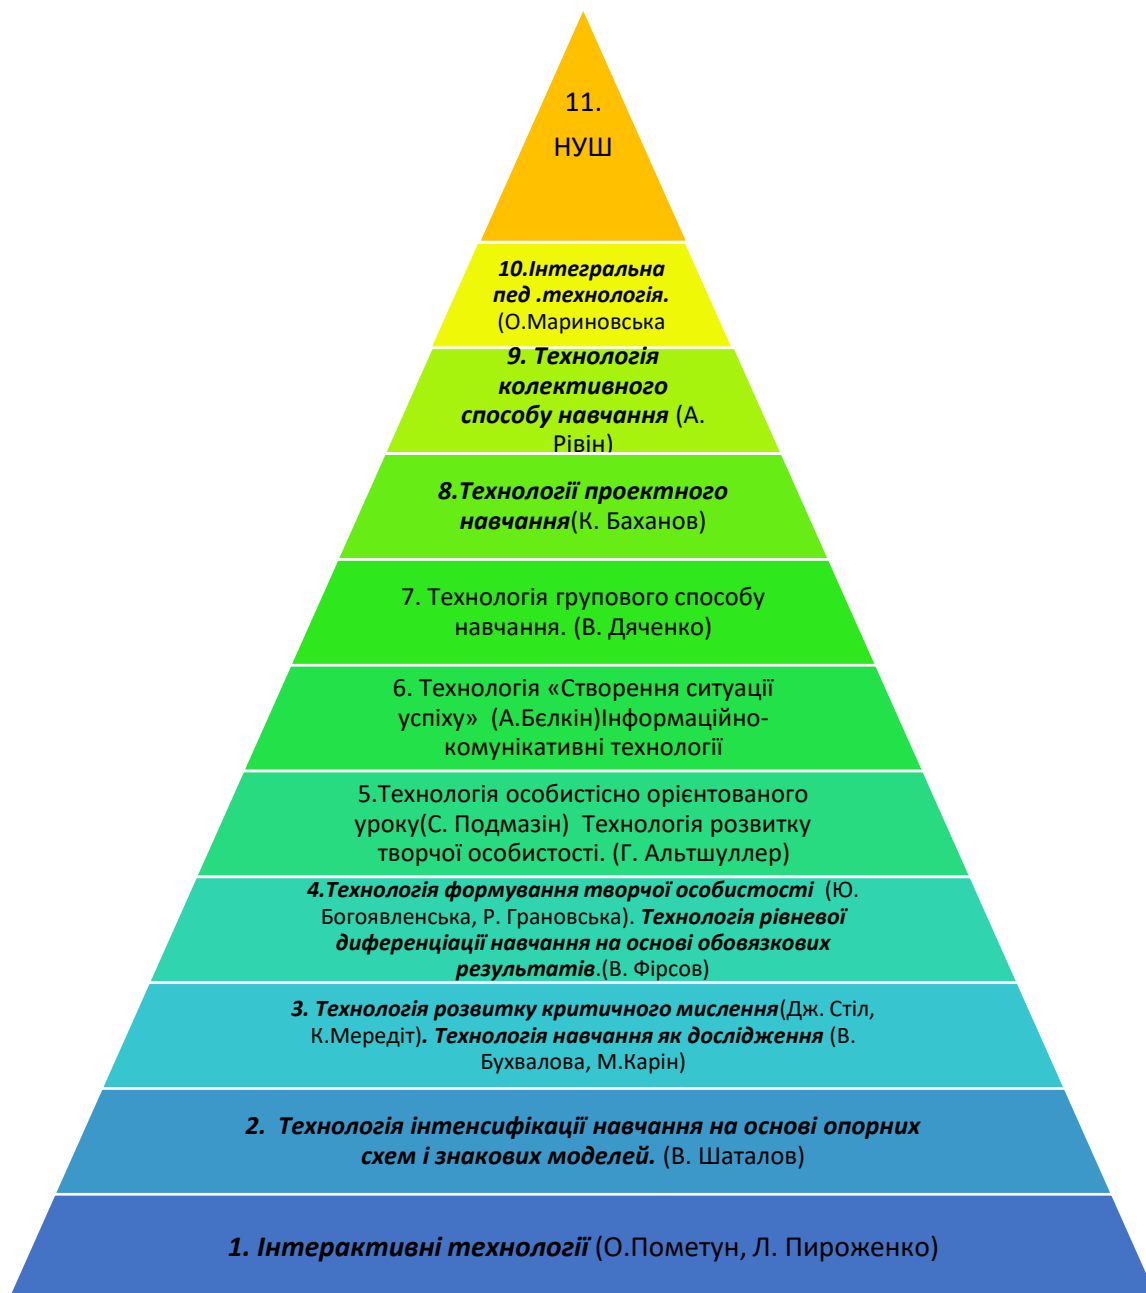 11.
НУШ
10.Інтегральна
пед .технологія.
(О.Мариновська
9. Технологія
колективного
способу навчання (А.
Рівін)
8.Технології проектного
навчання(К. Баханов)
7. Технологія групового способу
навчання. (В. Дяченко)
6. Технологія «Створення ситуації
успіху» (А.Бєлкін)Інформаційно-
комунікативні технології
5.Технологія особистісно орієнтованого
уроку(С. Подмазін) Технологія розвитку
творчої особистості. (Г. Альтшуллер)
4.Технологія формування творчої особистості (Ю.
Богоявленська, Р. Грановська). Технологія рівневої
диференціації навчання на основі обовязкових
результатів.(В. Фірсов)
3. Технологія розвитку критичного мислення(Дж. Стіл,
К.Мередіт). Технологія навчання як дослідження (В.
Бухвалова, М.Карін)
2. Технологія інтенсифікації навчання на основі опорних
схем і знакових моделей. (В. Шаталов)
1. Інтерактивні технології (О.Пометун, Л. Пироженко)